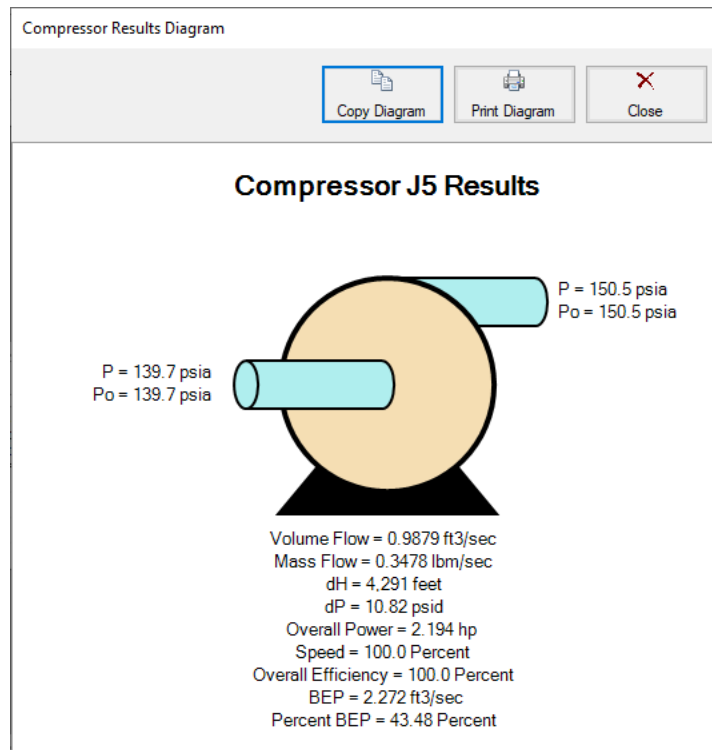 Compressor Results Diagram
Copy Diagram
Print Diagram
Close
Compressor J5 Results
P = 150.5 psia
Po = 150.5 psia
P = 139.7 psia
Po = 139.7 psia
Volume Flow = 0.9879 ft3/sec
Mass Flow = 0.3478 lbm/sec
dH = 4,291 feet
dP = 10.82 psid
Overall Power = 2.194 hp
Speed = 100.0 Percent
Overall Efficiency = 100.0 Percent
BEP = 2.272 ft3/sec
Percent BEP = 43.48 Percent